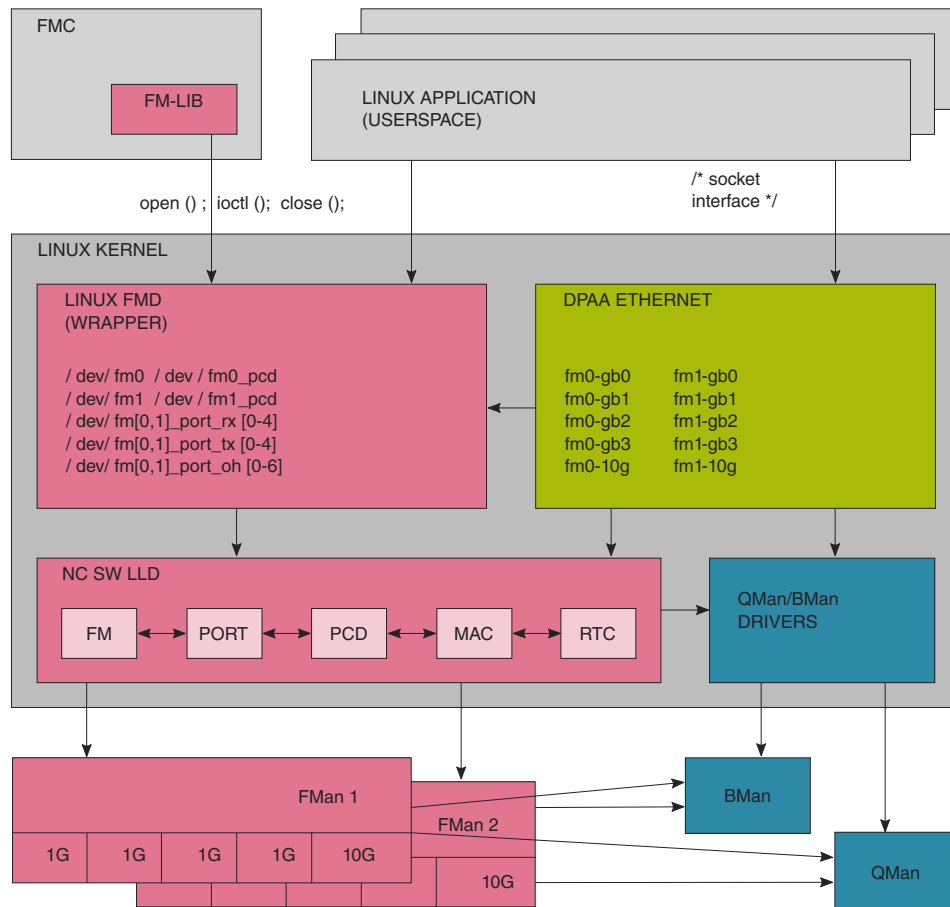 FMC
FM-LIB
LINUX APPLICATION
(USERSPACE)
open () ; ioctl (); close ();
/* socket
interface */
LINUX KERNEL
LINUX FMD
(WRAPPER)
/ dev/ fm0 / dev / fm0_pcd
/ dev/ fm1 / dev / fm1_pcd
/ dev/ fm[0,1]_port_rx [0-4]
/ dev/ fm[0,1]_port_tx [0-4]
/ dev/ fm[0,1]_port_oh [0-6]
DPAA ETHERNET
fm0-gb0 fm1-gb0
fm0-gb1 fm1-gb1
fm0-gb2 fm1-gb2
fm0-gb3 fm1-gb3
fm0-10g fm1-10g
NC SW LLD
FM PORT PCD MAC RTC
QMan/BMan
DRIVERS
FMan 1
1G 1G 1G 1G 10G
FMan 2
10G
BMan
QMan